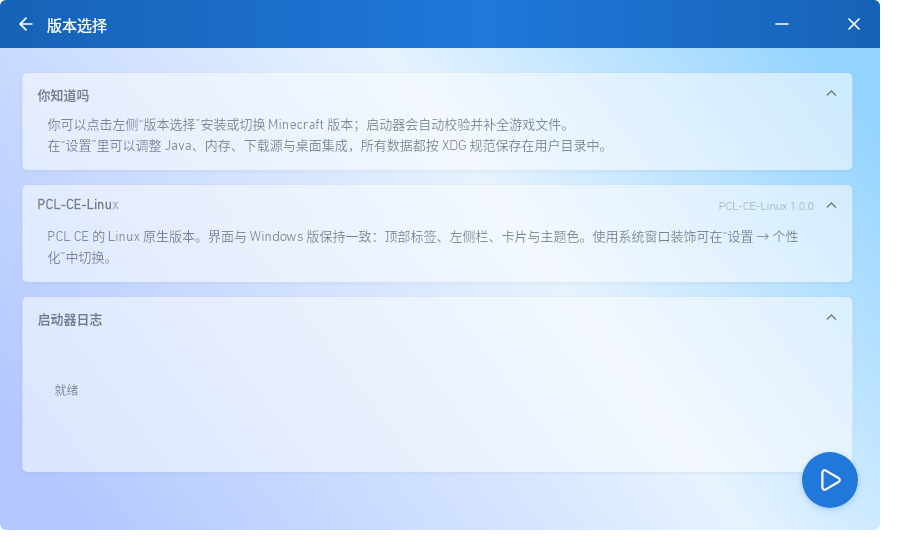 版本选择
你知道吗
你可以点击左侧“版本选择”安装或切换 Minecraft 版本；启动器会自动校验并补全游戏文件。
在“设置”里可以调整 Java、内存、下载源与桌面集成，所有数据都按 XDG 规范保存在用户目录中。
PCL-CE-Linux
PCL-CE-Linux 1.0.0
PCL CE 的 Linux 原生版本。界面与 Windows 版保持一致：顶部标签、左侧栏、卡片与主题色。使用系统窗口装饰可在“设置 → 个性
化”中切换。
启动器日志
就绪